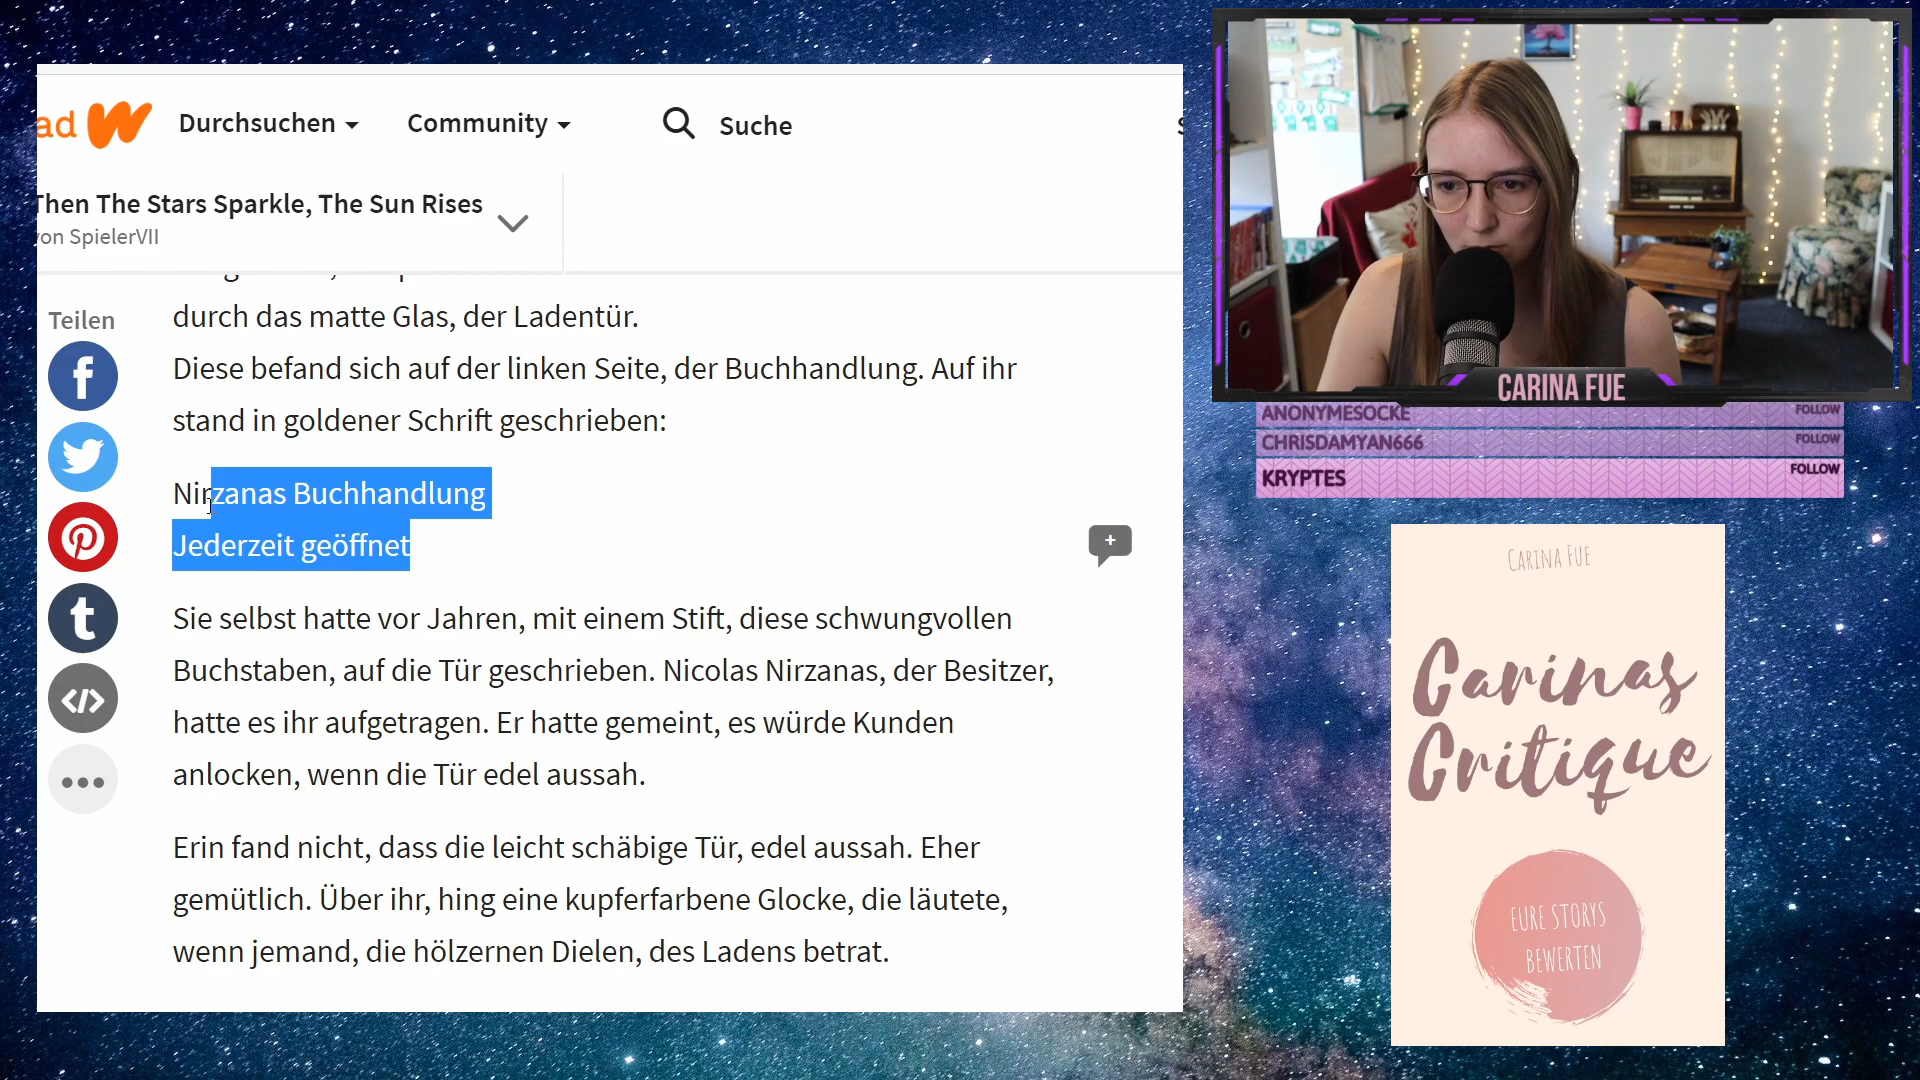 ad
Durchsuchen
Community
Suche
Then The Stars Sparkle, The Sun Rises
von SpielerVII
Teilen
durch das matte Glas, der Ladentür.
Diese befand sich auf der linken Seite, der Buchhandlung. Auf ihr
stand in goldener Schrift geschrieben:
Nirzanas Buchhandlung
Jederzeit geöffnet
Sie selbst hatte vor Jahren, mit einem Stift, diese schwungvollen
Buchstaben, auf die Tür geschrieben. Nicolas Nirzanas, der Besitzer,
hatte es ihr aufgetragen. Er hatte gemeint, es würde Kunden
anlocken, wenn die Tür edel aussah.
Erin fand nicht, dass die leicht schäbige Tür, edel aussah. Eher
gemütlich. Über ihr, hing eine kupferfarbene Glocke, die läutete,
wenn jemand, die hölzernen Dielen, des Ladens betrat.
CARINA FUE
ANONYMESOCKE FOLLOW
CHRISDAMYAN666 FOLLOW
KRYPTES FOLLOW
CARINA FUE
Carinas
Critique
EURE STORYS
BEWERTEN